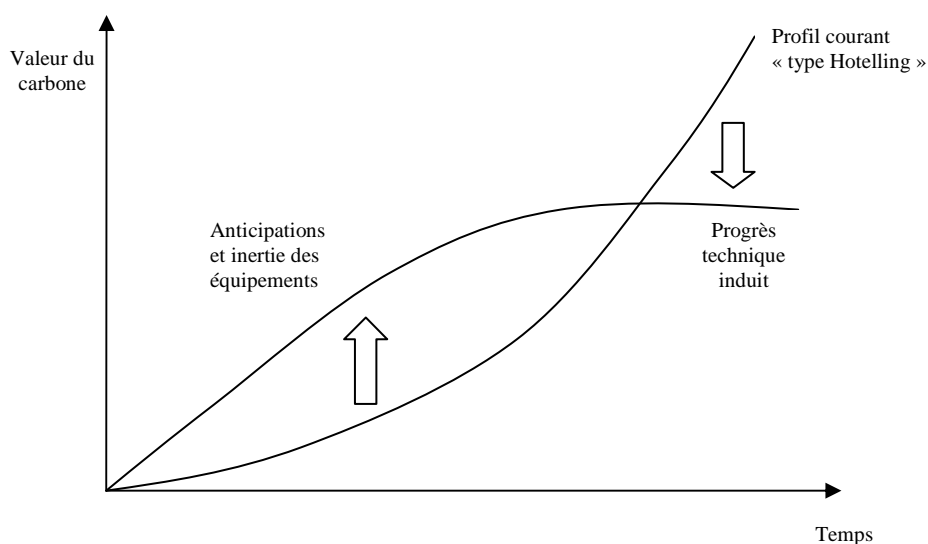 Valeur du
carbone
Profil courant
« type Hotelling »
Anticipations
et inertie des
équipements
Progrès
technique
induit
Temps